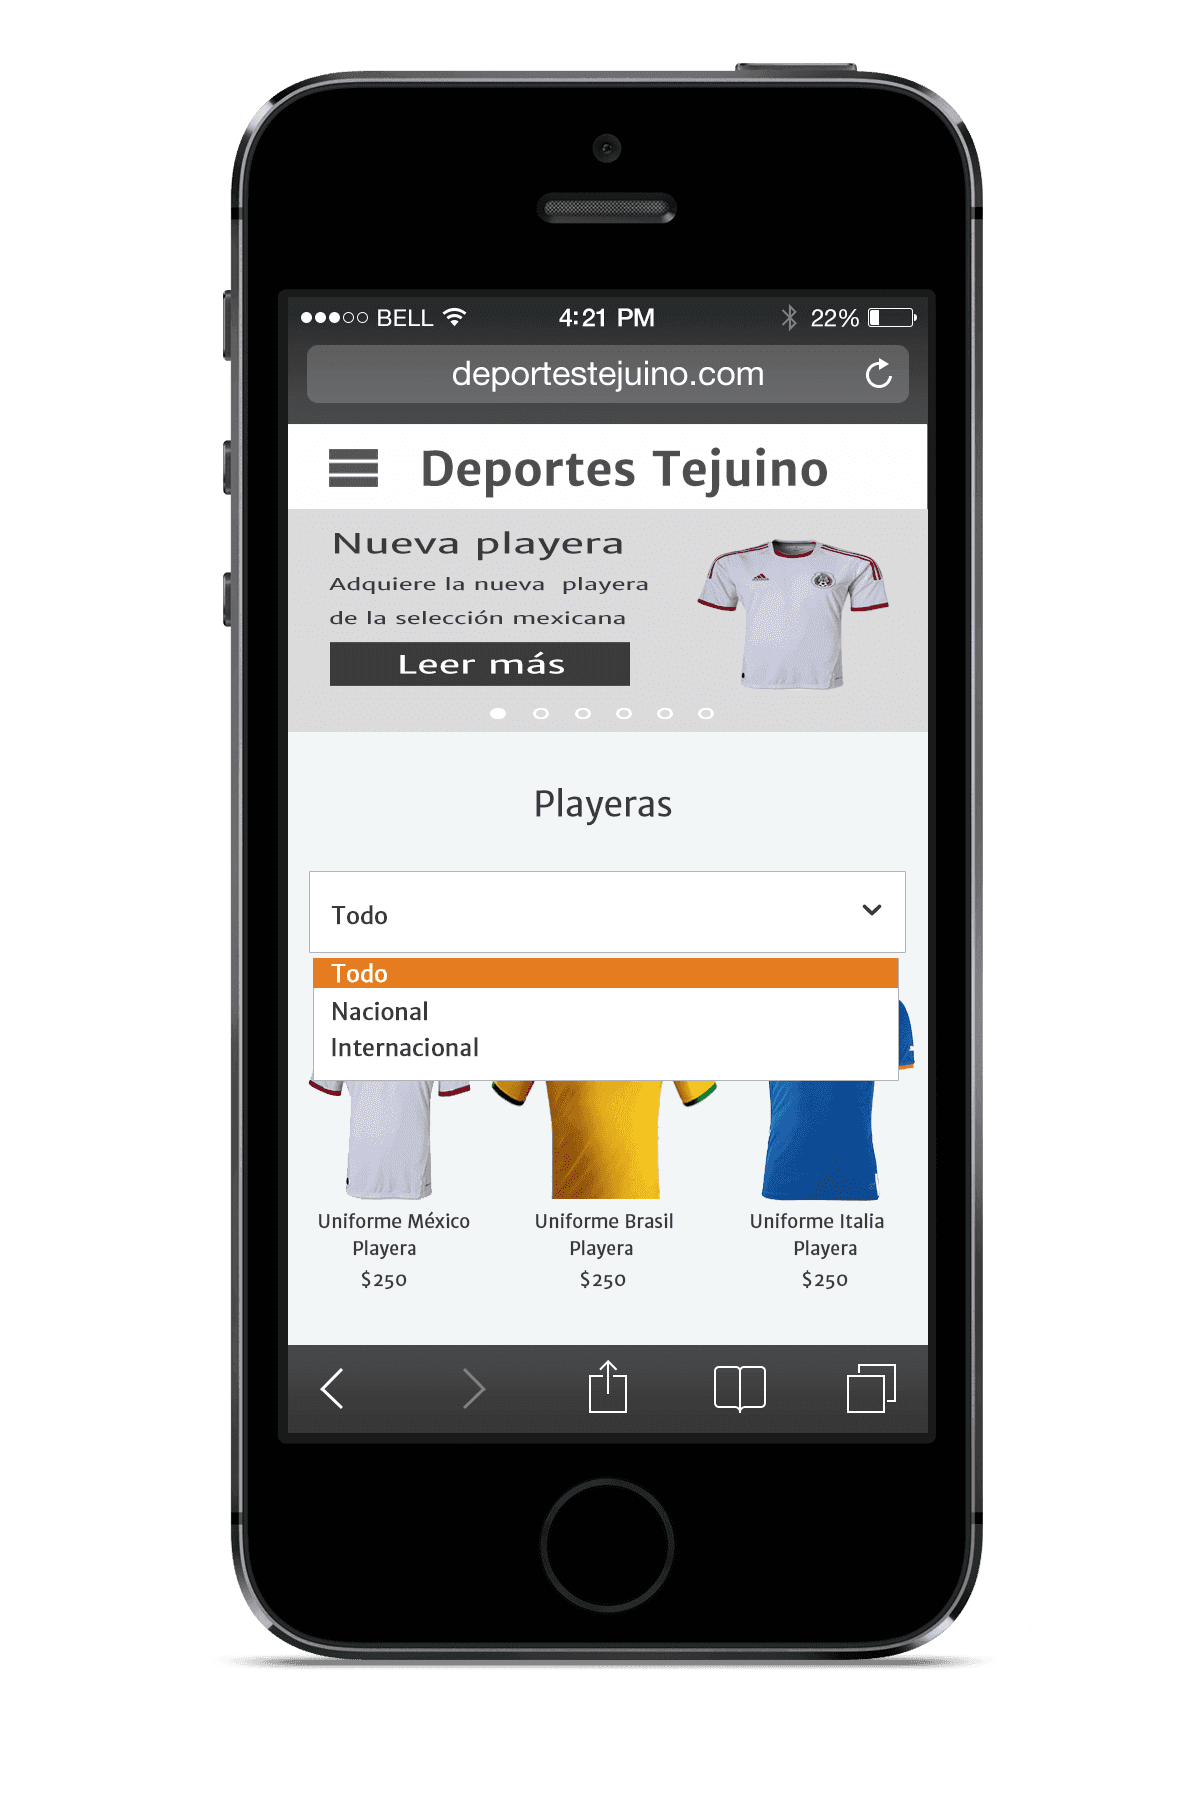 BELL 4:21 PM 22%
deportestejuino.com
Deportes Tejuino
Nueva playera
Adquiere la nueva playera
de la selección mexicana
Leer más
Playeras
Todo
Todo
Nacional
Internacional
Uniforme México Uniforme Brasil Uniforme Italia
Playera Playera Playera
$250 $250 $250